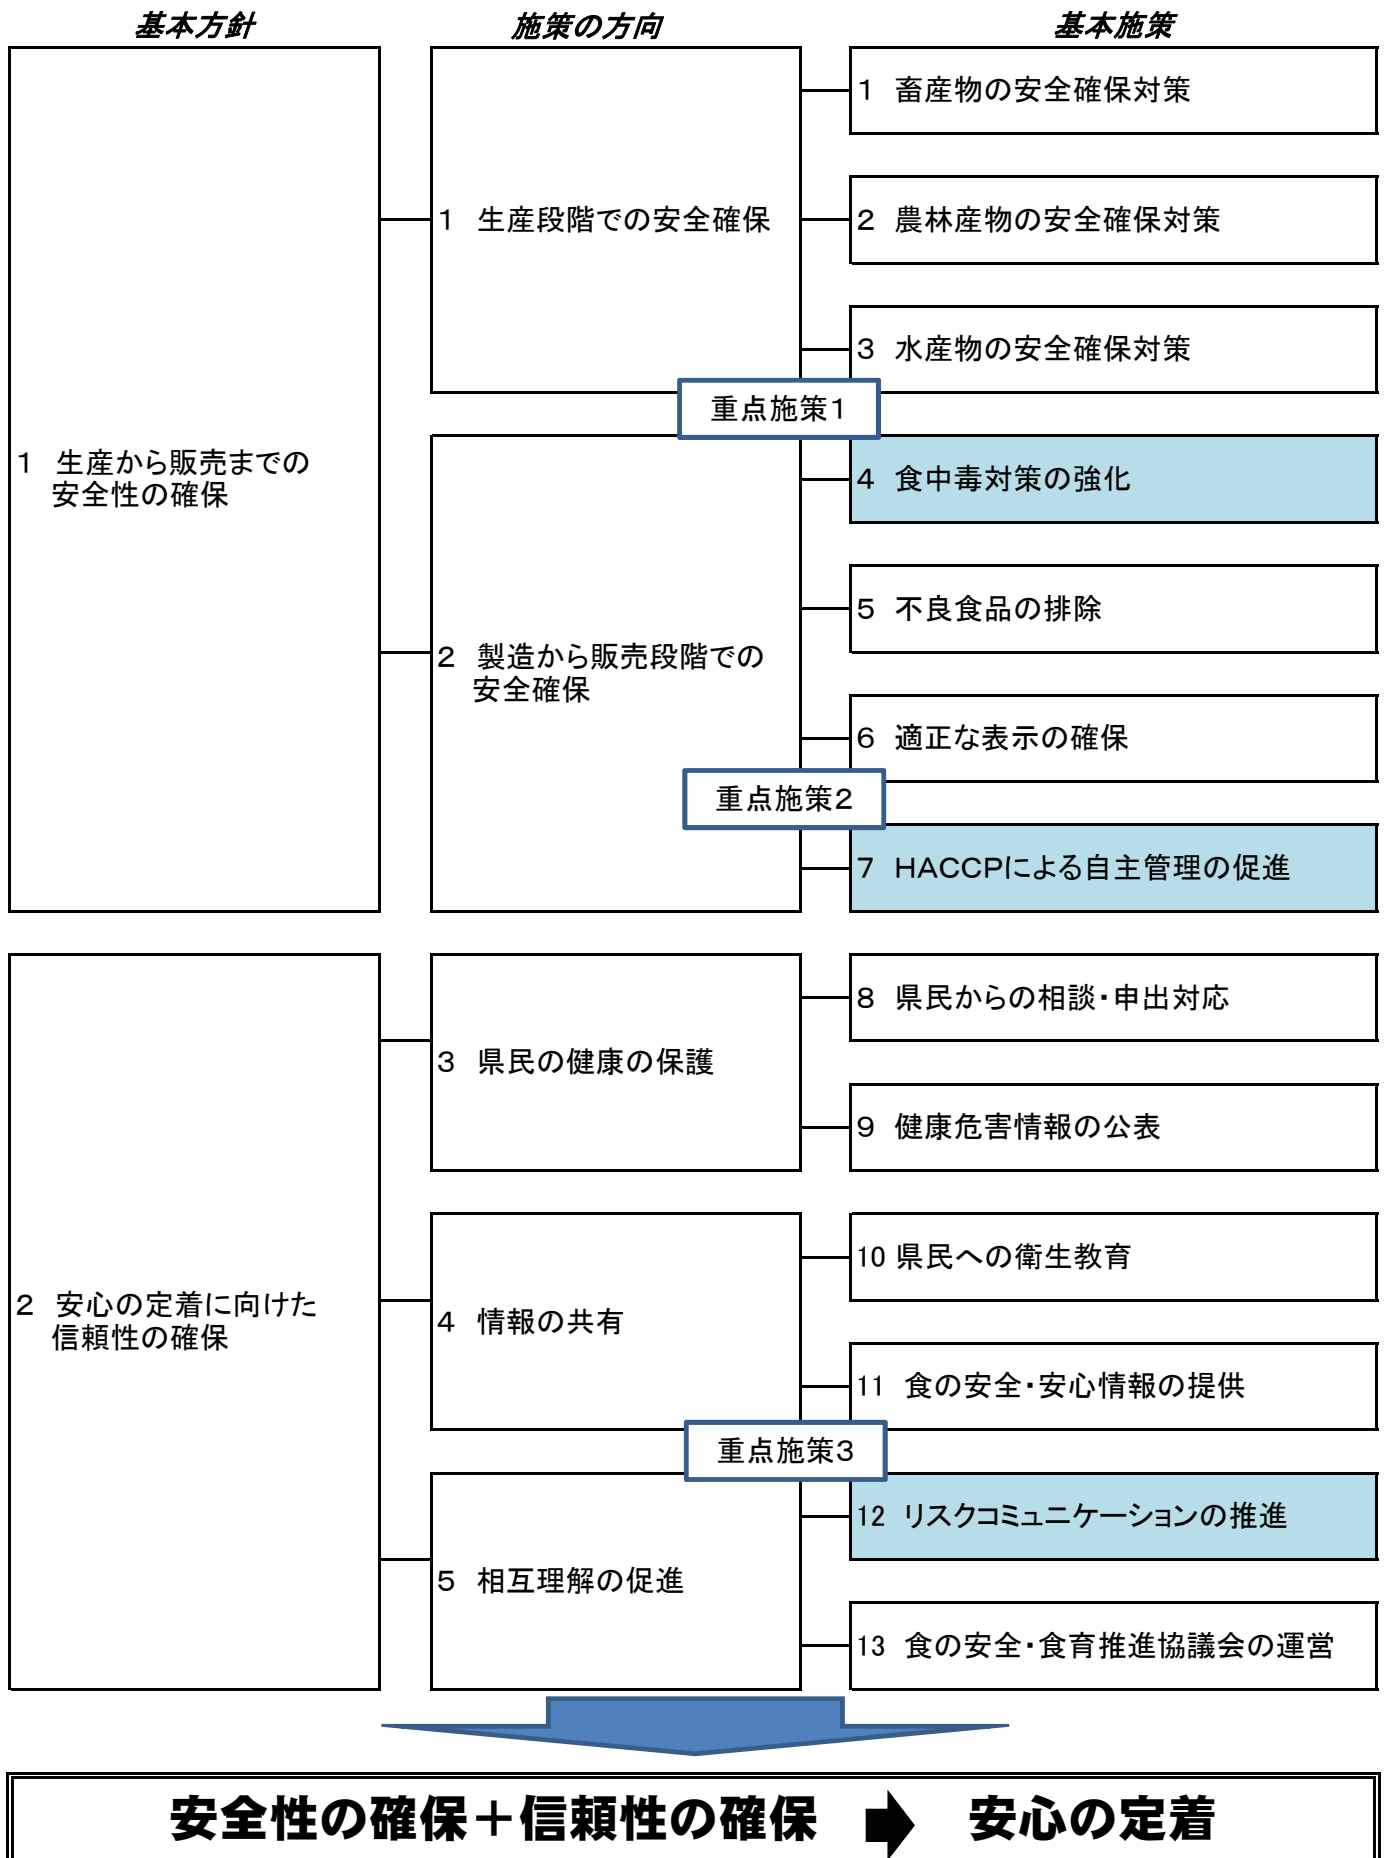 基本方針
施策の方向
基本施策
1 生産から販売までの
安全性の確保
1 生産段階での安全確保
1 畜産物の安全確保対策
2 農林産物の安全確保対策
3 水産物の安全確保対策
重点施策1
2 製造から販売段階での
安全確保
4 食中毒対策の強化
5 不良食品の排除
6 適正な表示の確保
重点施策2
7 HACCPによる自主管理の促進
2 安心の定着に向けた
信頼性の確保
3 県民の健康の保護
8 県民からの相談・申出対応
9 健康危害情報の公表
4 情報の共有
10 県民への衛生教育
11 食の安全・安心情報の提供
重点施策3
5 相互理解の促進
12 リスクコミュニケーションの推進
13 食の安全・食育推進協議会の運営
安全性の確保+信頼性の確保 ➡ 安心の定着